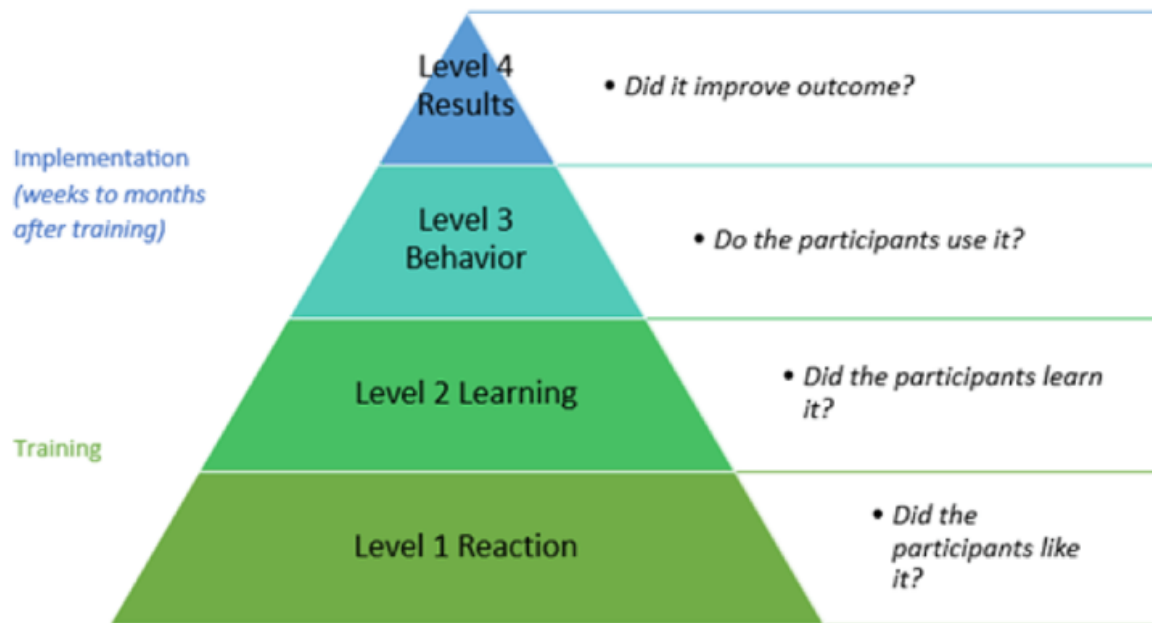 Level 4
Results
• Did it improve outcome?
Implementation
(weeks to months
after training)
Level 3
Behavior
• Do the participants use it?
Level 2 Learning
• Did the participants learn
it?
Training
Level 1 Reaction
• Did the
participants like
it?